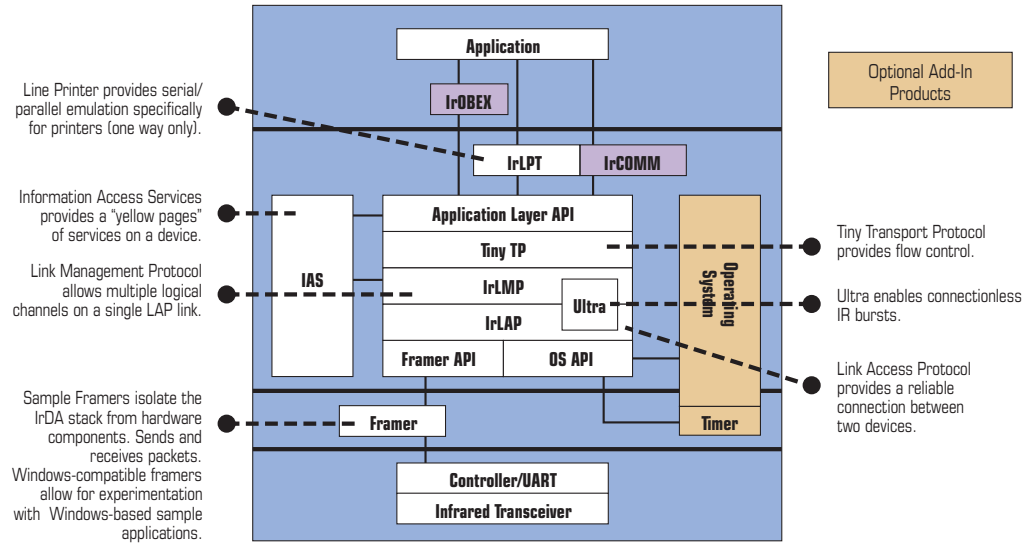 Application
IrOBEX
Optional Add-In
Products
Line Printer provides serial/
parallel emulation specifically
for printers (one way only).
IrLPT
IrCOMM
Information Access Services
provides a "yellow pages"
of services on a device.
Link Management Protocol
allows multiple logical
channels on a single LAP link.
IAS
Application Layer API
Tiny TP
IrLMP
IrLAP
Ultra
Framer API
OS API
Operating
Systdm
Timer
Tiny Transport Protocol
provides flow control.
Ultra enables connectionless
IR bursts.
Link Access Protocol
provides a reliable
connection between
two devices.
Sample Framers isolate the
IrDA stack from hardware
components. Sends and
receives packets.
Windows-compatible framers
allow for experimentation
with Windows-based sample
applications.
Framer
Controller/UART
Infrared Transceiver